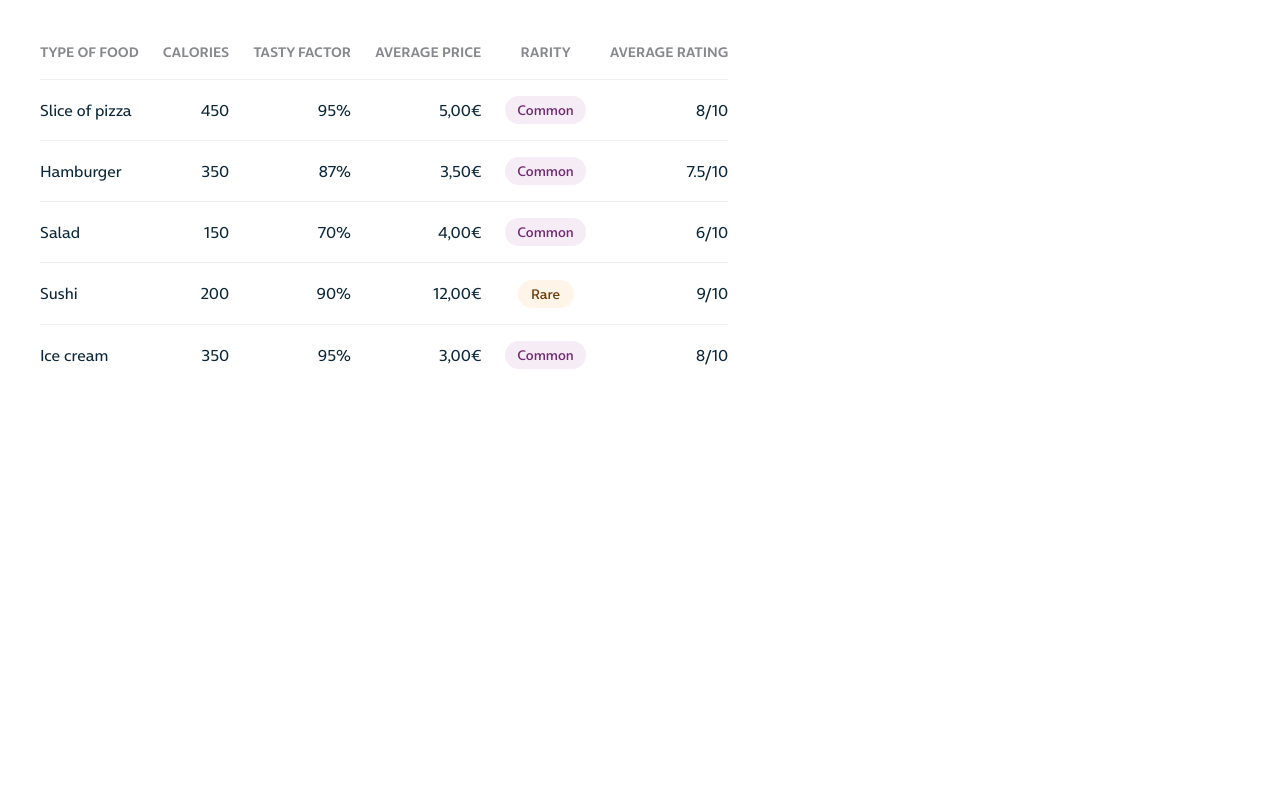 TYPE OF FOOD CALORIES TASTY FACTOR AVERAGE PRICE RARITY AVERAGE RATING
Slice of pizza 450 95% 5,00€ Common 8/10
Hamburger 350 87% 3,50€ Common 7.5/10
Salad 150 70% 4,00€ Common 6/10
Sushi 200 90% 12,00€ Rare 9/10
Ice cream 350 95% 3,00€ Common 8/10